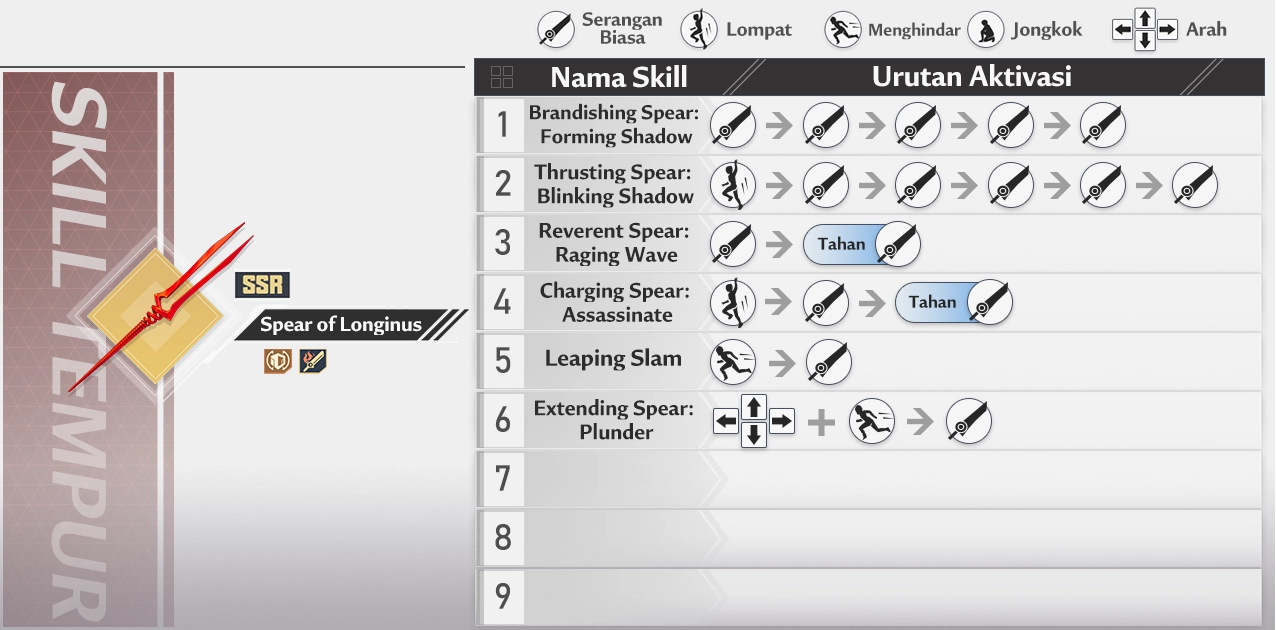 Serangan
Biasa
Lompat
Menghindar
Jongkok
Arah
Nama Skill
Urutan Aktivasi
SKILL TEMPUR
SSR
Spear of Longinus
1
Brandishing Spear:
Forming Shadow
2
Thrusting Spear:
Blinking Shadow
3
Reverent Spear:
Raging Wave
Tahan
4
Charging Spear:
Assassinate
Tahan
5
Leaping Slam
6
Extending Spear:
Plunder
7
8
9